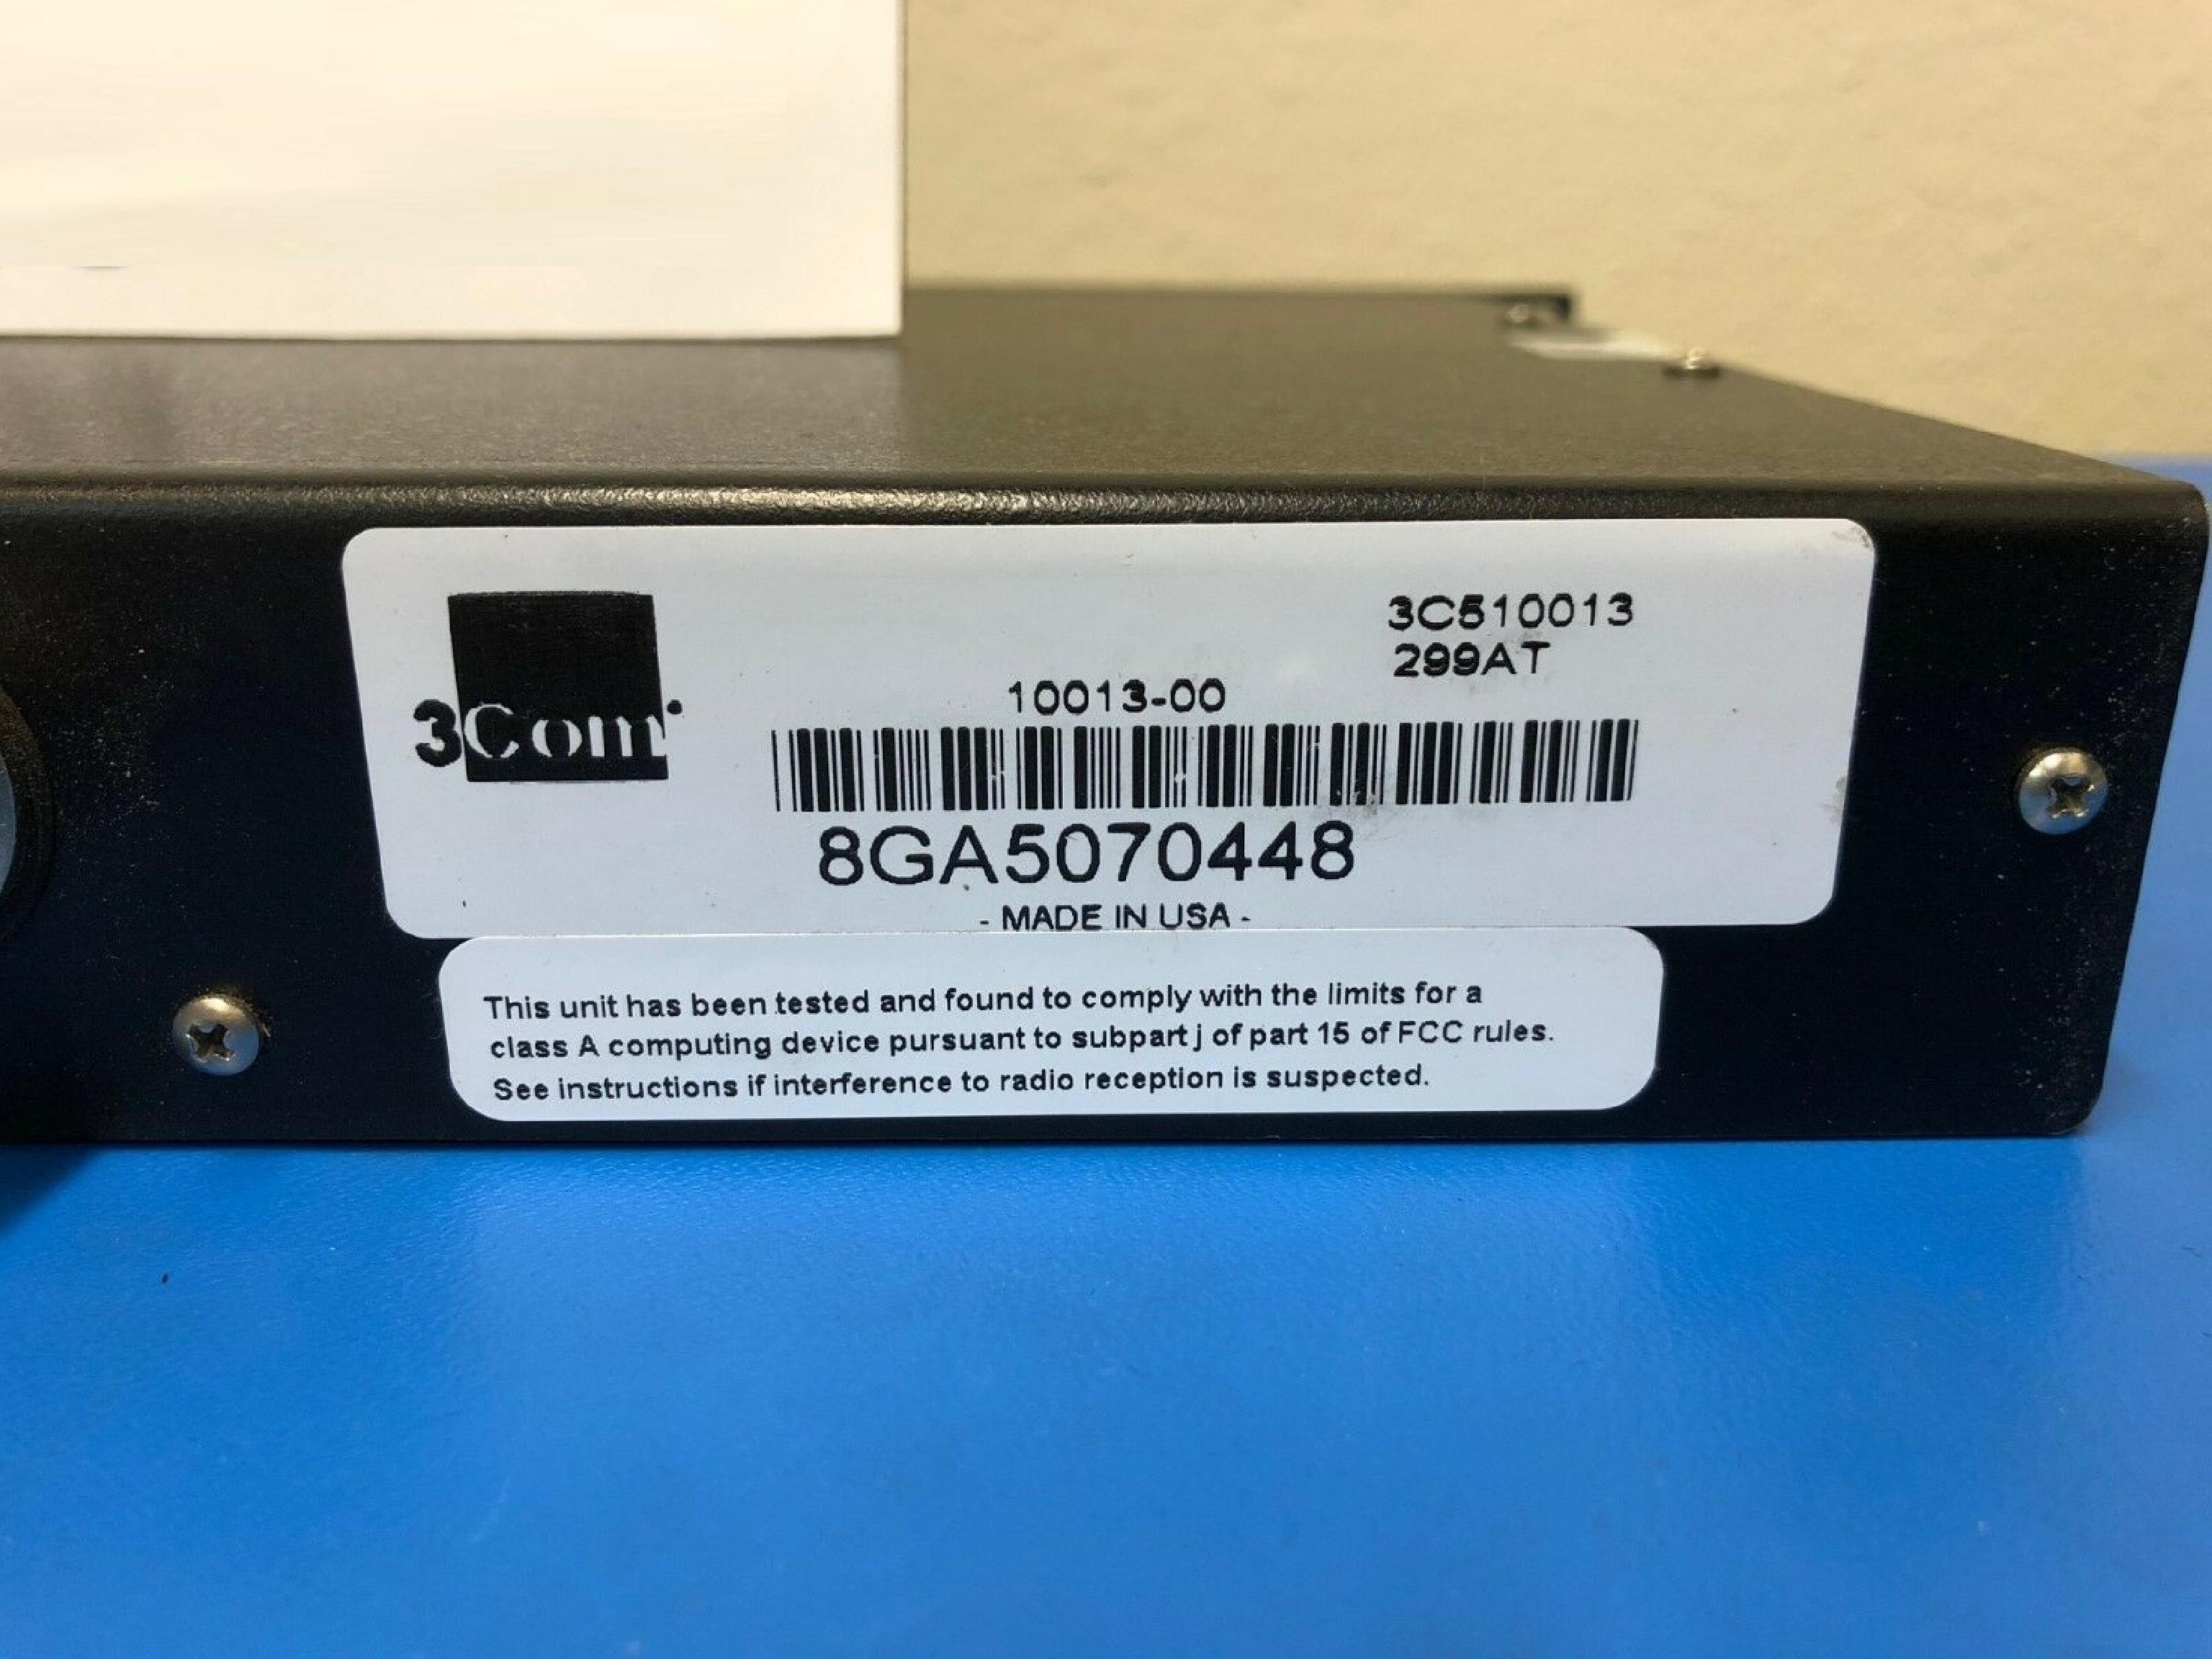 3Com
3C510013
299AT
10013-00
8GA5070448
- MADE IN USA -
This unit has been tested and found to comply with the limits for a
class A computing device pursuant to subpart j of part 15 of FCC rules.
See instructions if interference to radio reception is suspected.